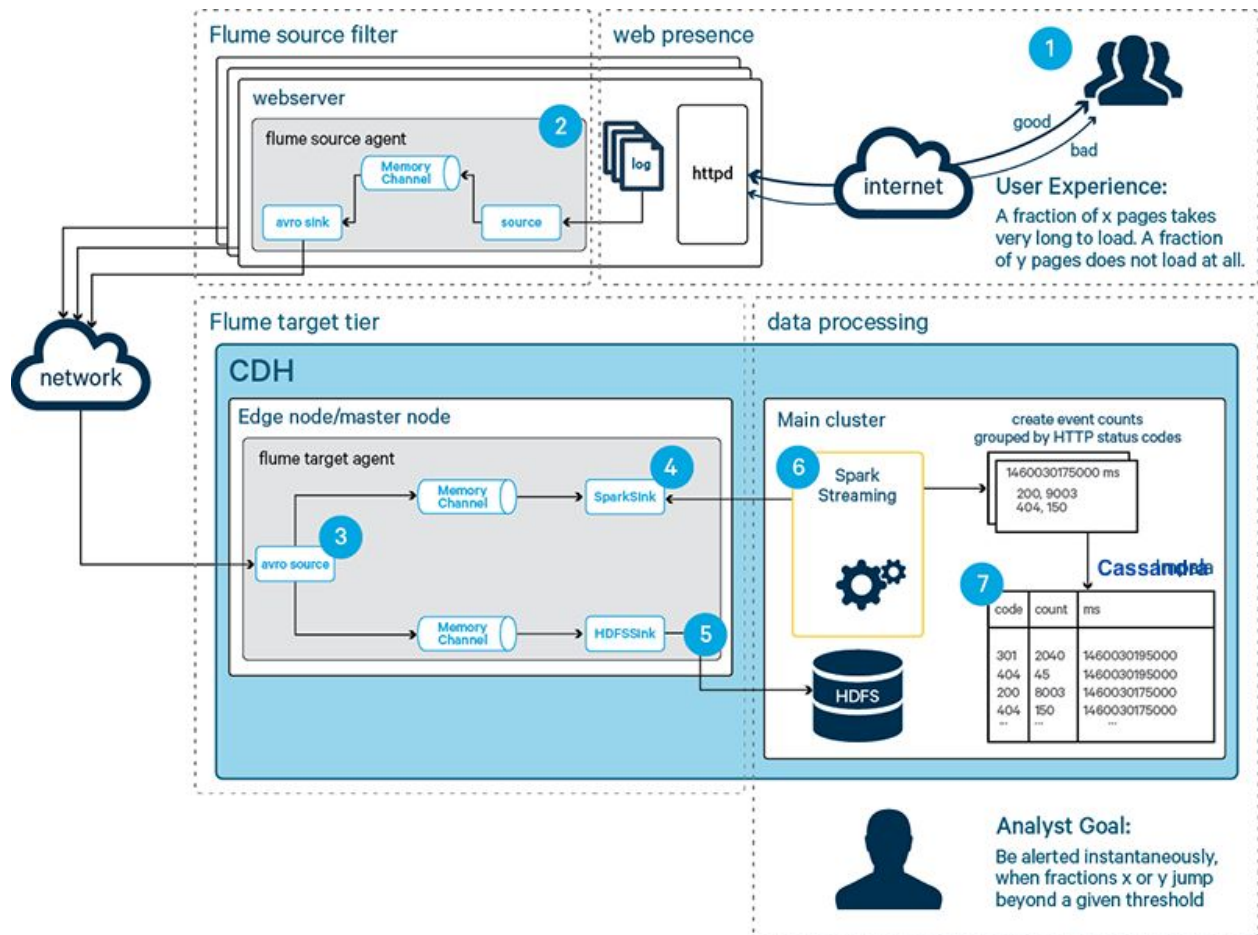 Flume source filter
web presence
1
webserver
2
flume source agent
Memory
Channel
avro sink
source
log
httpd
internet
good
bad
User Experience:
A fraction of x pages takes
very long to load. A fraction
of y pages does not load at all.
network
Flume target tier
data processing
CDH
Edge node/master node
flume target agent
Memory
Channel
4
SparkSink
3
avro source
Memory
Channel
HDFSSink
5
Main cluster
6
Spark
Streaming
HDFS
create event counts
grouped by HTTP status codes
1460030175000 ms
200, 9003
404, 150
Cassandra
7
code count ms
301 2040 1460030195000
404 45 1460030195000
200 8003 1460030175000
404 150 1460030175000
... ... ...
Analyst Goal:
Be alerted instantaneously,
when fractions x or y jump
beyond a given threshold